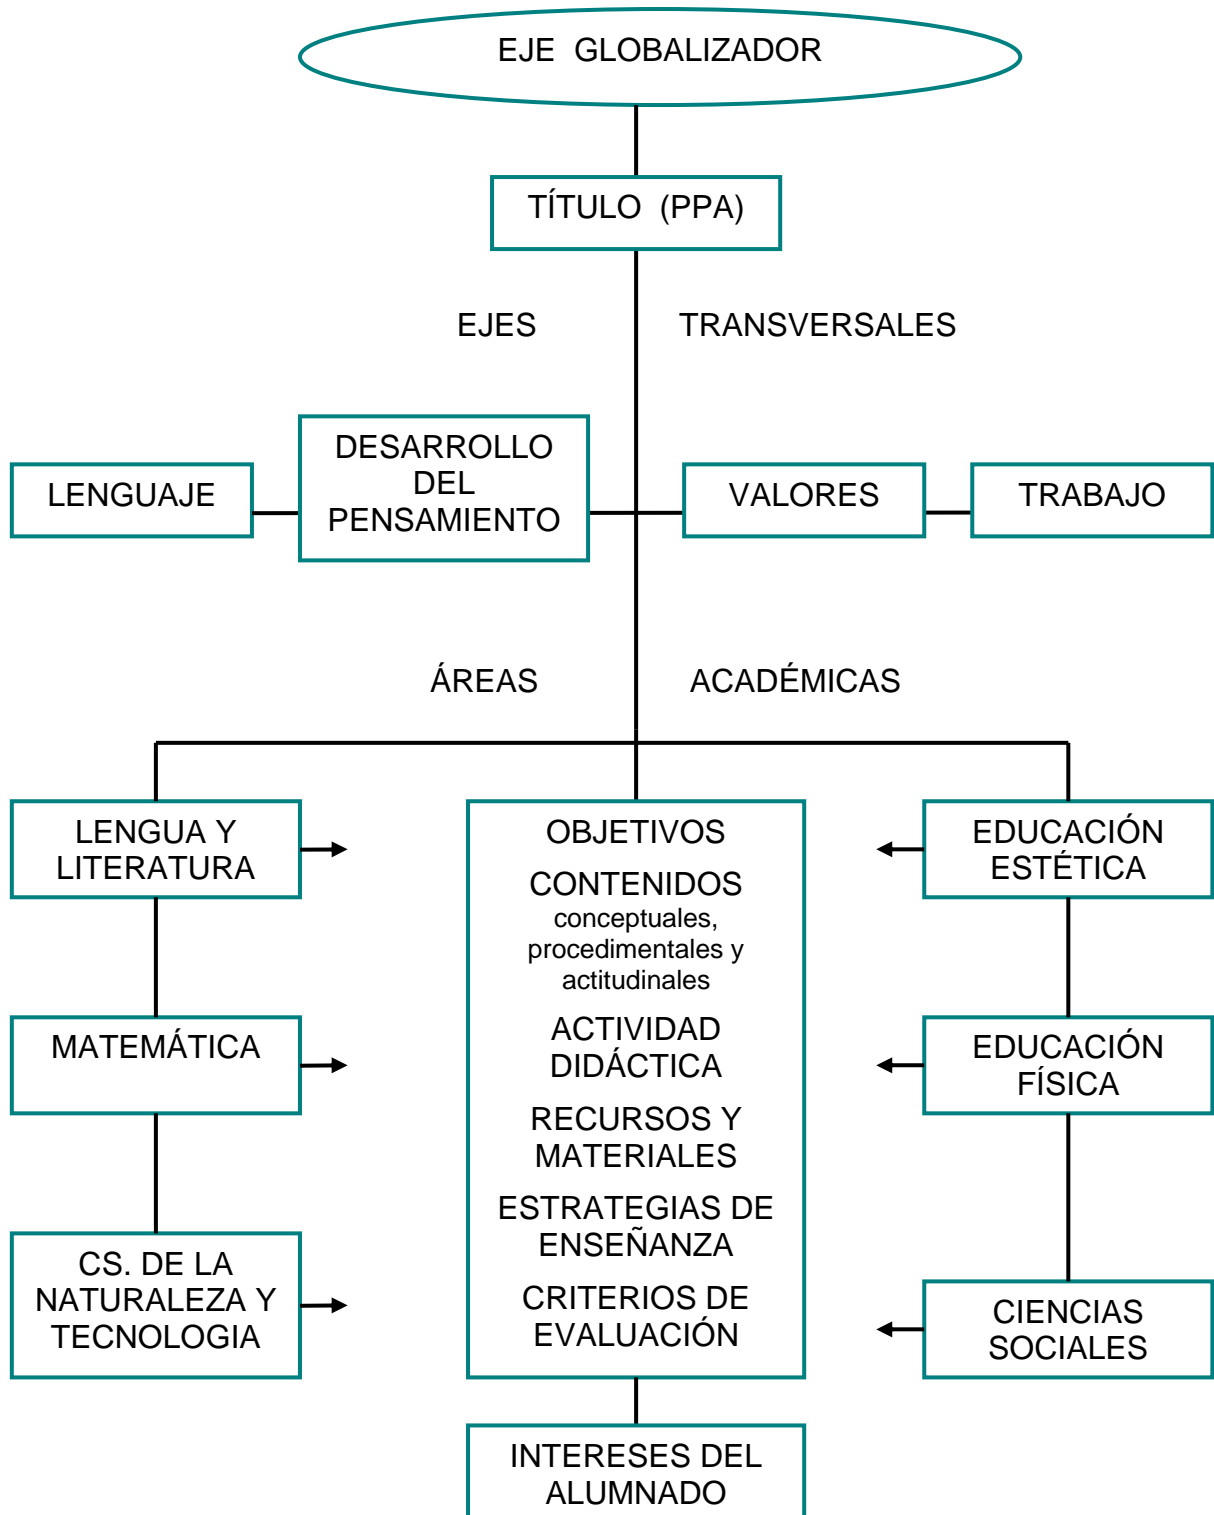 EJE GLOBALIZADOR
TÍTULO (PPA)
EJES TRANSVERSALES
LENGUAJE
DESARROLLO
DEL
PENSAMIENTO
VALORES
TRABAJO
ÁREAS ACADÉMICAS
LENGUA Y
LITERATURA
MATEMÁTICA
CS. DE LA
NATURALEZA Y
TECNOLOGIA
OBJETIVOS
CONTENIDOS
conceptuales,
procedimentales y
actitudinales
ACTIVIDAD
DIDÁCTICA
RECURSOS Y
MATERIALES
ESTRATEGIAS DE
ENSEÑANZA
CRITERIOS DE
EVALUACIÓN
EDUCACIÓN
ESTÉTICA
EDUCACIÓN
FÍSICA
CIENCIAS
SOCIALES
INTERESES DEL
ALUMNADO